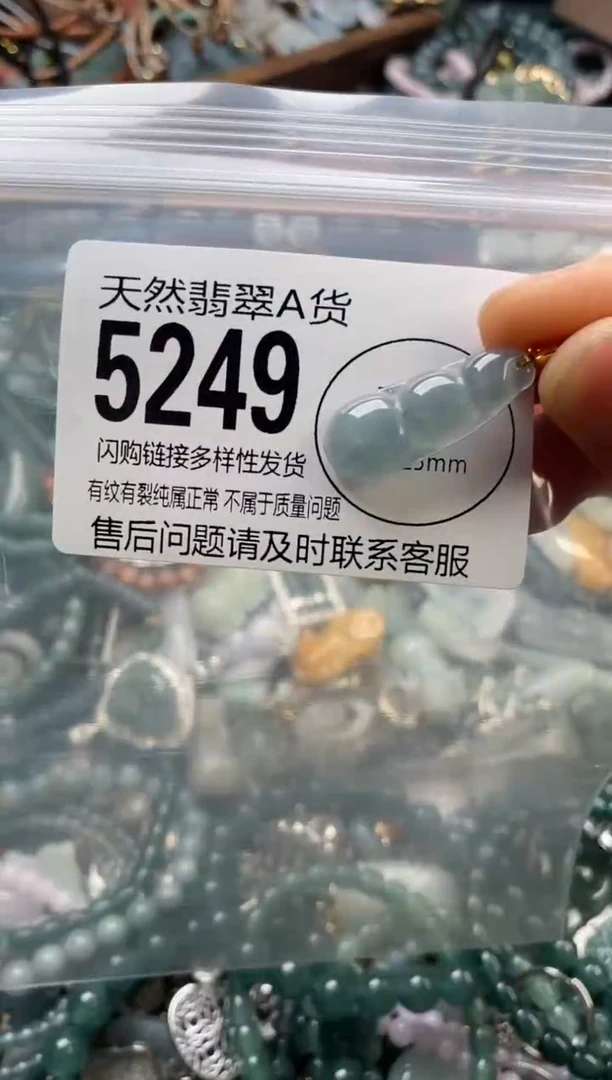 天然翡翠A货
5249
闪购链接多样性发货
mm
有纹有裂纯属正常 不属于质量问题
售后问题请及时联系客服